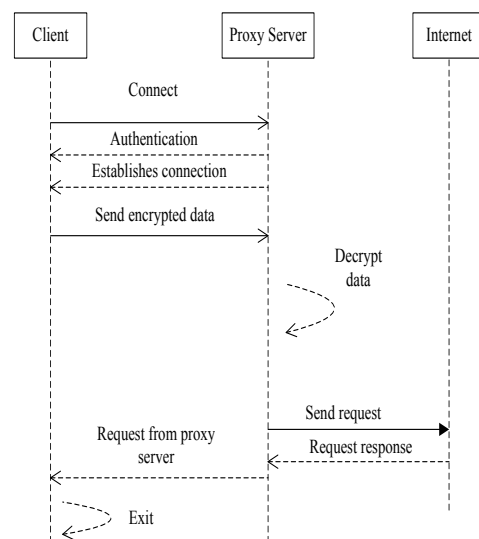 Client
Proxy Server
Internet
Connect
Authentication
Establishes connection
Send encrypted data
Decrypt
data
Send request
Request response
Request from proxy
server
Exit